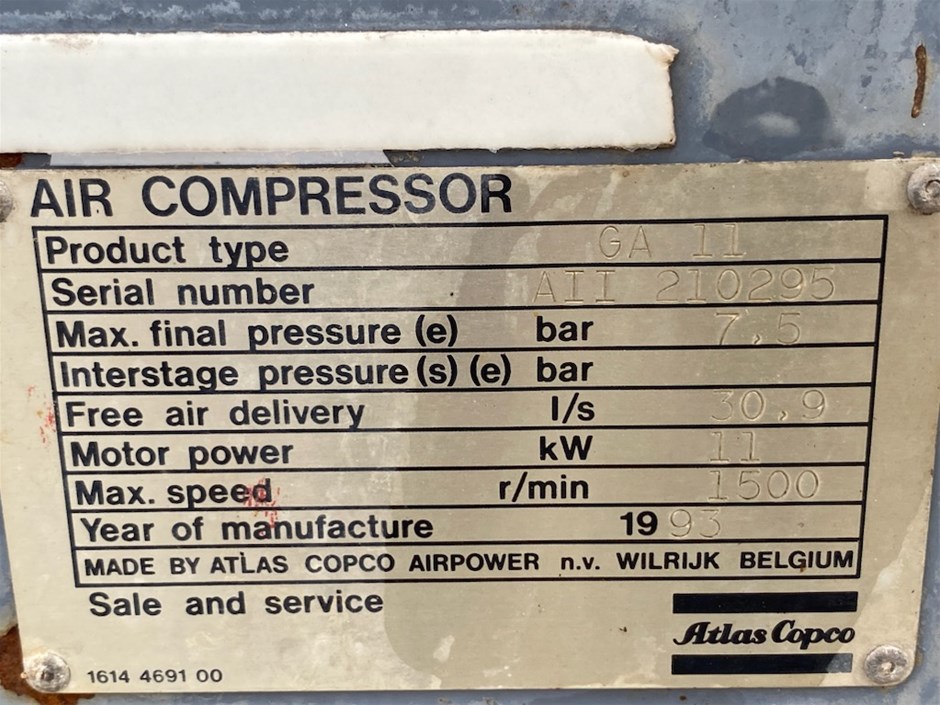 AIR COMPRESSOR
Product type GA 11
Serial number AII 210295
Max. final pressure (e) bar 7,5
Interstage pressure (s) (e) bar
Free air delivery l/s 30,9
Motor power kW 11
Max. speed r/min 1500
Year of manufacture 1993
MADE BY ATLAS COPCO AIRPOWER n.v. WILRIJK BELGIUM
Sale and service
Atlas Copco
1614 4691 00